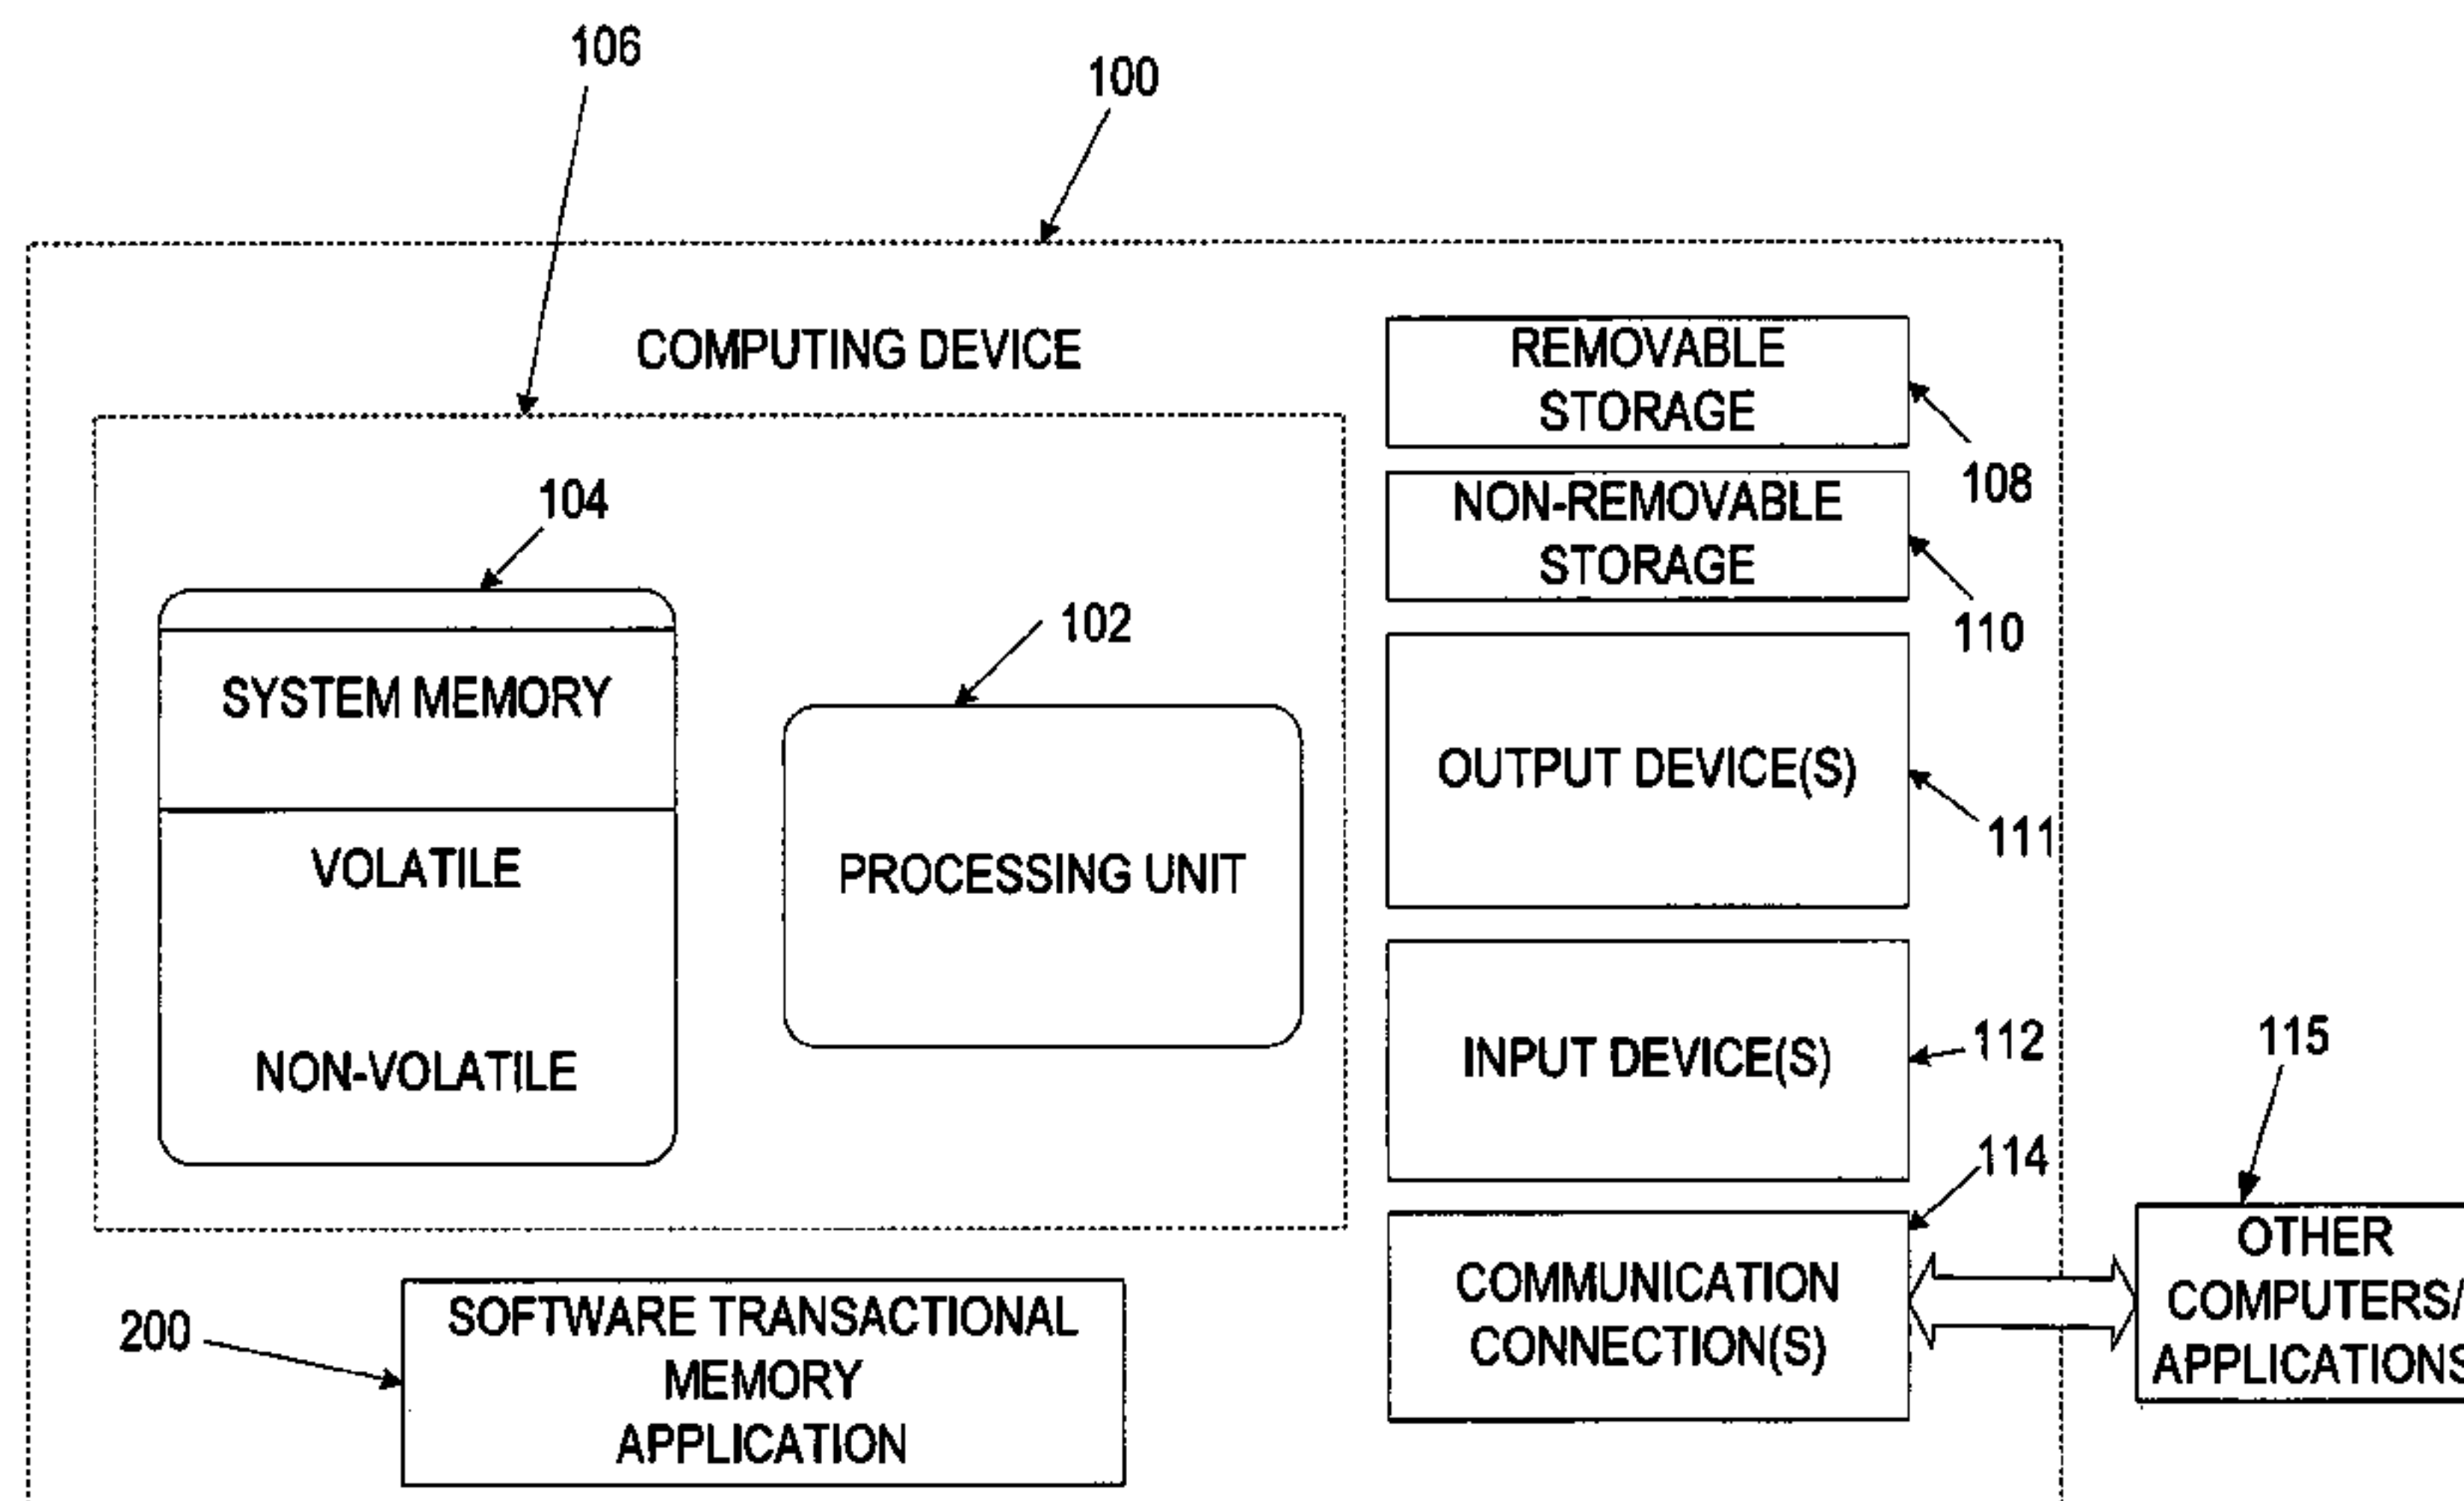 106
100
COMPUTING DEVICE
REMOVABLE
STORAGE
108
104
NON-REMOVABLE
STORAGE
110
102
SYSTEM MEMORY
OUTPUT DEVICE(S)
111
VOLATILE
PROCESSING UNIT
NON-VOLATILE
INPUT DEVICE(S)
112
115
114
OTHER
COMPUTERS/
APPLICATIONS
COMMUNICATION
CONNECTION(S)
200
SOFTWARE TRANSACTIONAL
MEMORY
APPLICATION